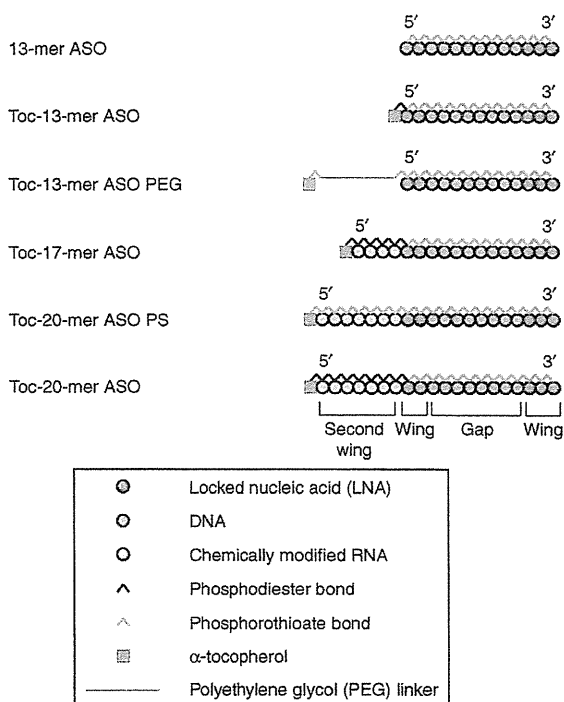 5′ 3′
13-mer ASO
5′ 3′
Toc-13-mer ASO
5′ 3′
Toc-13-mer ASO PEG
5′ 3′
Toc-17-mer ASO
5′ 3′
Toc-20-mer ASO PS
5′ 3′
Toc-20-mer ASO
Second wing Wing Gap Wing
Locked nucleic acid (LNA)
DNA
Chemically modified RNA
Phosphodiester bond
Phosphorothioate bond
α-tocopherol
Polyethylene glycol (PEG) linker